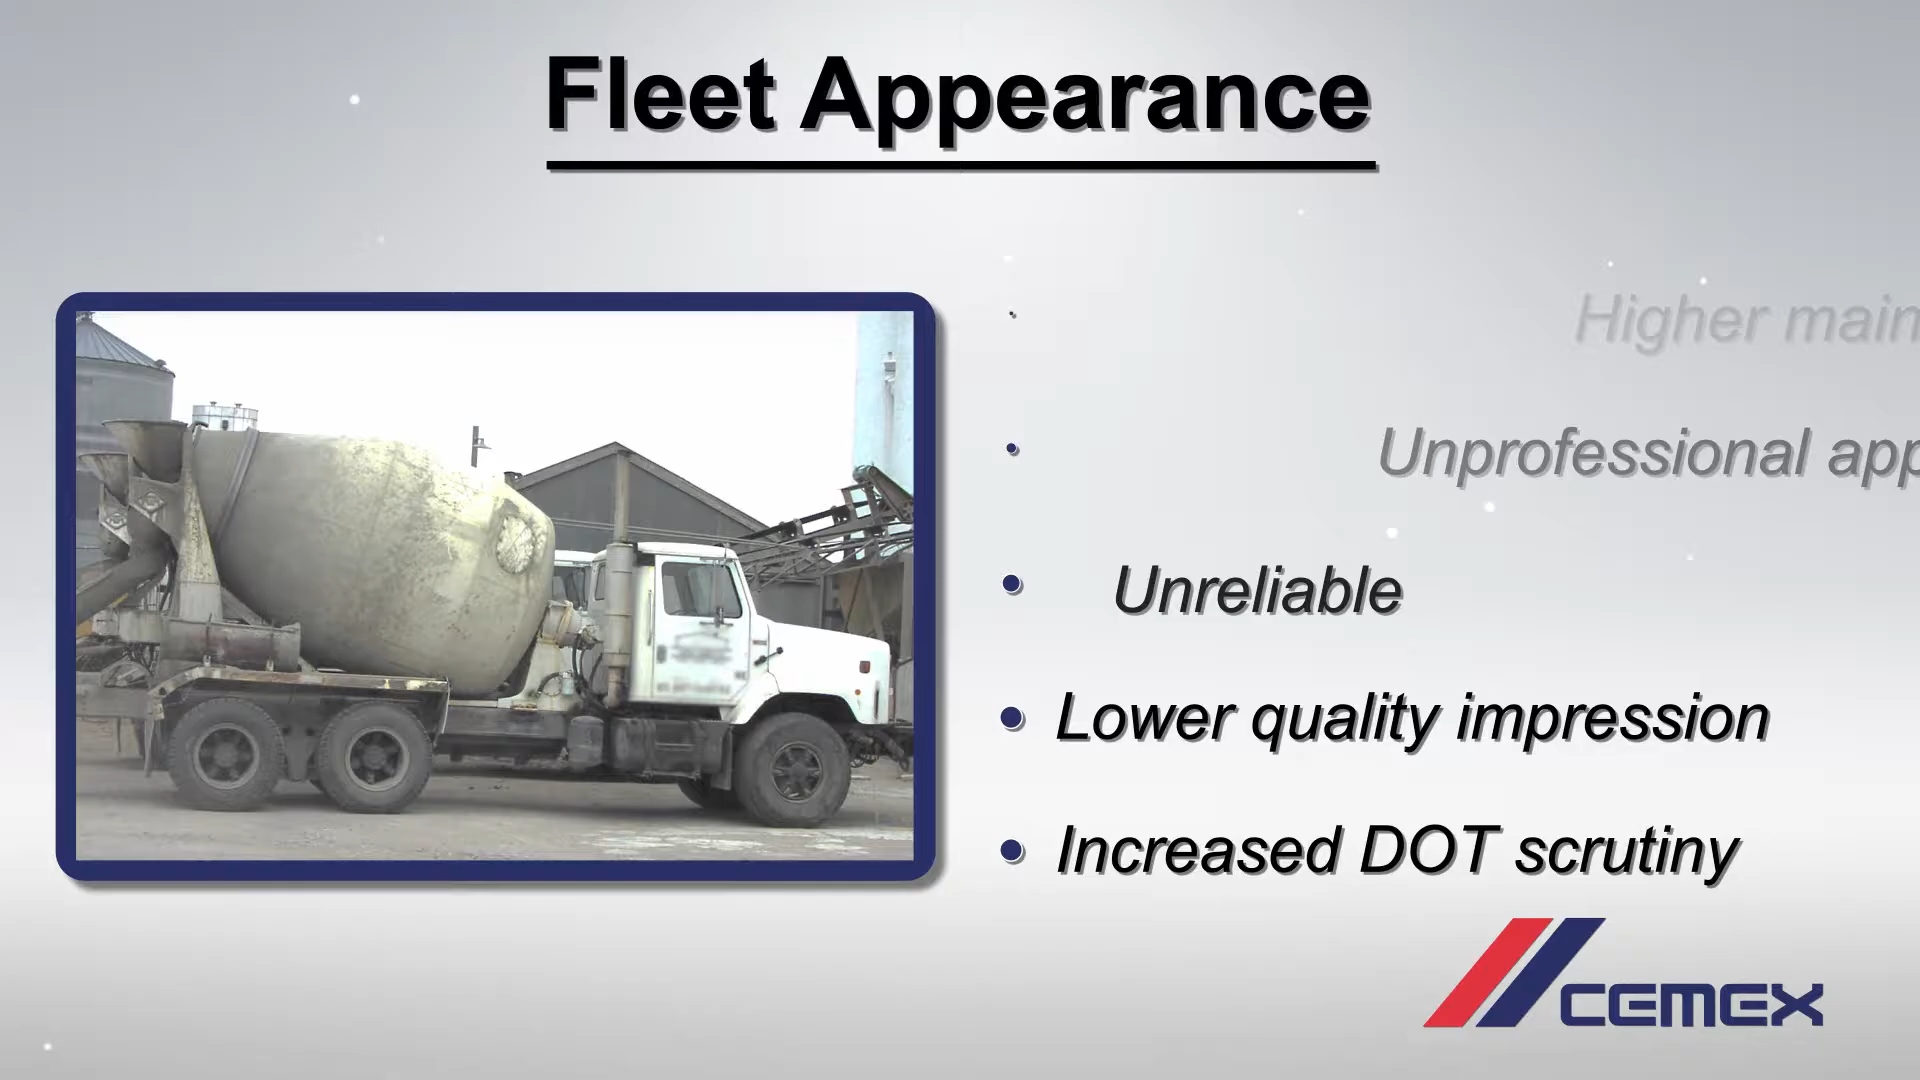 Fleet Appearance
Higher main
Unprofessional app
Unreliable
Lower quality impression
Increased DOT scrutiny
CEMEX